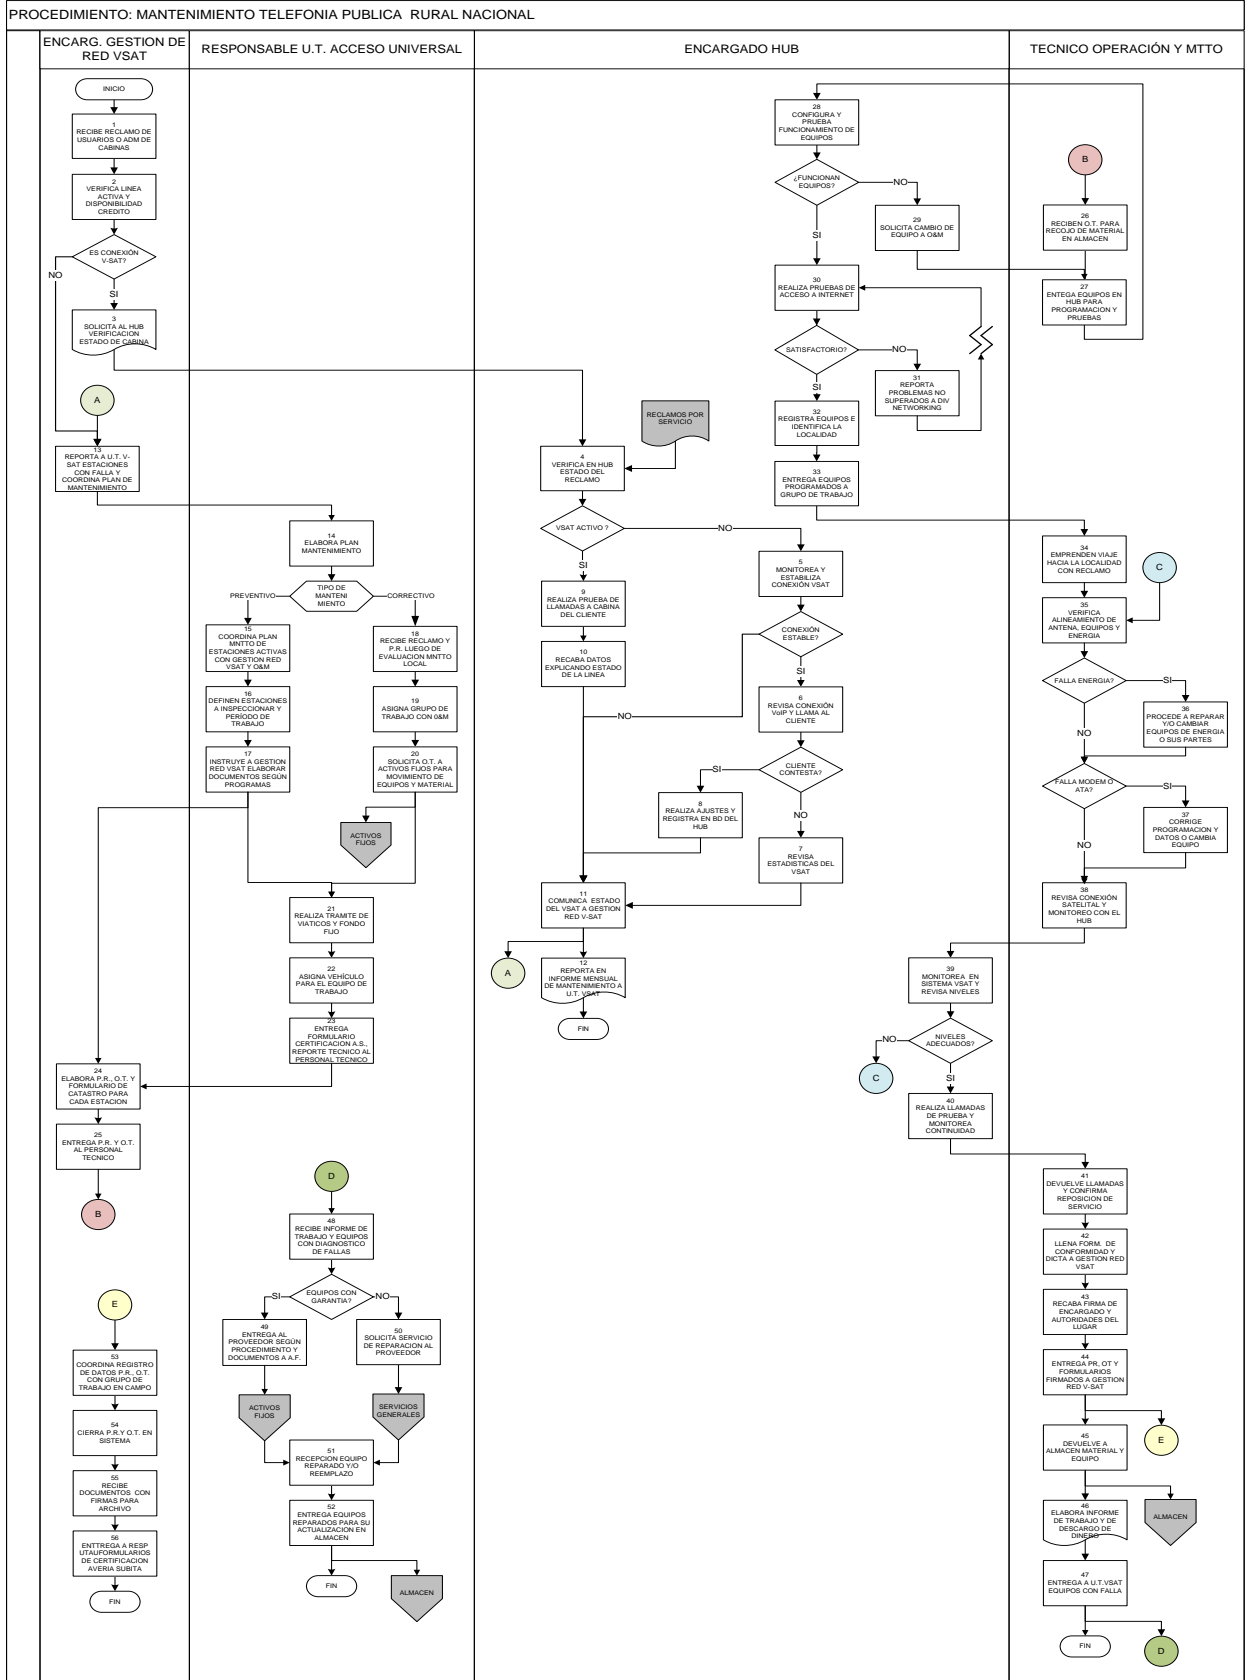 PROCEDIMIENTO: MANTENIMIENTO TELEFONIA PUBLICA RURAL NACIONAL
ENCARG. GESTION DE
RED VSAT
RESPONSABLE U.T. ACCESO UNIVERSAL
ENCARGADO HUB
TECNICO OPERACIÓN Y MTTO
INICIO
1
RECIBE RECLAMO DE
USUARIOS O ADM DE
CABINAS
2
VERIFICA LINEA
ACTIVA Y
DISPONIBILIDAD
CREDITO
ES CONEXIÓN
V-SAT?
NO
SI
3
SOLICITA AL HUB
VERIFICACION
ESTADO DE CABINA
A
13
REPORTA A U.T. V-
SAT ESTACIONES
CON FALLA Y
COORDINA PLAN DE
MANTENIMIENTO
14
ELABORA PLAN
MANTENIMIENTO
TIPO DE
MANTENI
MIENTO
PREVENTIVO
CORRECTIVO
15
COORDINA PLAN
MNTTO DE
ESTACIONES ACTIVAS
CON GESTION RED
VSAT Y O&M
16
DEFINEN ESTACIONES
A INSPECCIONAR Y
PERÍODO DE
TRABAJO
17
INSTRUYE A GESTION
RED VSAT ELABORAR
DOCUMENTOS SEGÚN
PROGRAMAS
18
RECIBE RECLAMO Y
P.R. LUEGO DE
EVALUACION MNTTO
LOCAL
19
ASIGNA GRUPO DE
TRABAJO CON 0&M
20
SOLICITA O.T. A
ACTIVOS FIJOS PARA
MOVIMIENTO DE
EQUIPOS Y MATERIAL
ACTIVOS
FIJOS
21
REALIZA TRAMITE DE
VIATICOS Y FONDO
FIJO
22
ASIGNA VEHÍCULO
PARA EL EQUIPO DE
TRABAJO
23
ENTREGA
FORMULARIO
CERTIFICACION A.S.,
REPORTE TECNICO AL
PERSONAL TECNICO
24
ELABORA P.R., O.T. Y
FORMULARIO DE
CATASTRO PARA
CADA ESTACION
25
ENTREGA P.R. Y O.T.
AL PERSONAL
TECNICO
B
RECLAMOS POR
SERVICIO
4
VERIFICA EN HUB
ESTADO DEL
RECLAMO
VSAT ACTIVO ?
NO
SI
9
REALIZA PRUEBA DE
LLAMADAS A CABINA
DEL CLIENTE
10
RECABA DATOS
EXPLICANDO ESTADO
DE LA LINEA
5
MONITOREA Y
ESTABILIZA
CONEXIÓN VSAT
CONEXIÓN
ESTABLE?
SI
NO
6
REVISA CONEXIÓN
VoIP Y LLAMA AL
CLIENTE
CLIENTE
CONTESTA?
SI
NO
8
REALIZA AJUSTES Y
REGISTRA EN BD DEL
HUB
7
REVISA
ESTADISTICAS DEL
VSAT
11
COMUNICA ESTADO
DEL VSAT A GESTION
RED V-SAT
A
12
REPORTA EN
INFORME MENSUAL
DE MANTENIMIENTO A
U.T. VSAT
FIN
28
CONFIGURA Y
PRUEBA
FUNCIONAMIENTO DE
EQUIPOS
¿FUNCIONAN
EQUIPOS?
NO
SI
29
SOLICITA CAMBIO DE
EQUIPO A O&M
30
REALIZA PRUEBAS DE
ACCESO A INTERNET
SATISFACTORIO?
NO
SI
31
REPORTA
PROBLEMAS NO
SUPERADOS A DIV
NETWORKING
32
REGISTRA EQUIPOS E
IDENTIFICA LA
LOCALIDAD
33
ENTREGA EQUIPOS
PROGRAMADOS A
GRUPO DE TRABAJO
B
26
RECIBEN O.T. PARA
RECOJO DE MATERIAL
EN ALMACEN
27
ENTEGA EQUIPOS EN
HUB PARA
PROGRAMACION Y
PRUEBAS
34
EMPRENDEN VIAJE
HACIA LA LOCALIDAD
CON RECLAMO
C
35
VERIFICA
ALINEAMIENTO DE
ANTENA, EQUIPOS Y
ENERGIA
FALLA ENERGIA?
SI
NO
36
PROCEDE A REPARAR
Y/O CAMBIAR
EQUIPOS DE ENERGIA
O SUS PARTES
FALLA MODEM O
ATA?
SI
NO
37
CORRIGE
PROGRAMACION Y
DATOS O CAMBIA
EQUIPO
38
REVISA CONEXIÓN
SATELITAL Y
MONITOREO CON EL
HUB
39
MONITOREA EN
SISTEMA VSAT Y
REVISA NIVELES
NIVELES
ADECUADOS?
NO
SI
C
40
REALIZA LLAMADAS
DE PRUEBA Y
MONITOREA
CONTINUIDAD
41
DEVUELVE LLAMADAS
Y CONFIRMA
REPOSICION DE
SERVICIO
42
LLENA FORM. DE
CONFORMIDAD Y
DICTA A GESTION RED
VSAT
43
RECABA FIRMA DE
ENCARGADO Y
AUTORIDADES DEL
LUGAR
44
ENTREGA PR, OT Y
FORMULARIOS
FIRMADOS A GESTION
RED V-SAT
E
45
DEVUELVE A
ALMACEN MATERIAL Y
EQUIPO
ALMACEN
46
ELABORA INFORME
DE TRABAJO Y DE
DESCARGO DE
DINERO
47
ENTREGA A U.T.VSAT
EQUIPOS CON FALLA
FIN
D
D
48
RECIBE INFORME DE
TRABAJO Y EQUIPOS
CON DIAGNOSTICO
DE FALLAS
EQUIPOS CON
GARANTIA?
SI
NO
49
ENTREGA AL
PROVEEDOR SEGÚN
PROCEDIMIENTO Y
DOCUMENTOS A A.F.
50
SOLICITA SERVICIO
DE REPARACION AL
PROVEEDOR
ACTIVOS
FIJOS
SERVICIOS
GENERALES
51
RECEPCION EQUIPO
REPARADO Y/O
REEMPLAZO
52
ENTREGA EQUIPOS
REPARADOS PARA SU
ACTUALIZACION EN
ALMACEN
FIN
ALMACEN
E
53
COORDINA REGISTRO
DE DATOS P.R., O.T.
CON GRUPO DE
TRABAJO EN CAMPO
54
CIERRA P.R.Y O.T. EN
SISTEMA
55
RECIBE
DOCUMENTOS CON
FIRMAS PARA
ARCHIVO
56
ENTTREGA A RESP
UTAUFORMULARIOS
DE CERTIFICACION
AVERIA SUBITA
FIN